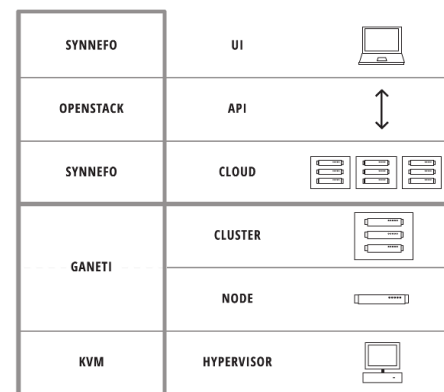 SYNNEFO UI
OPENSTACK API
SYNNEFO CLOUD
CLUSTER
GANETI
NODE
KVM HYPERVISOR